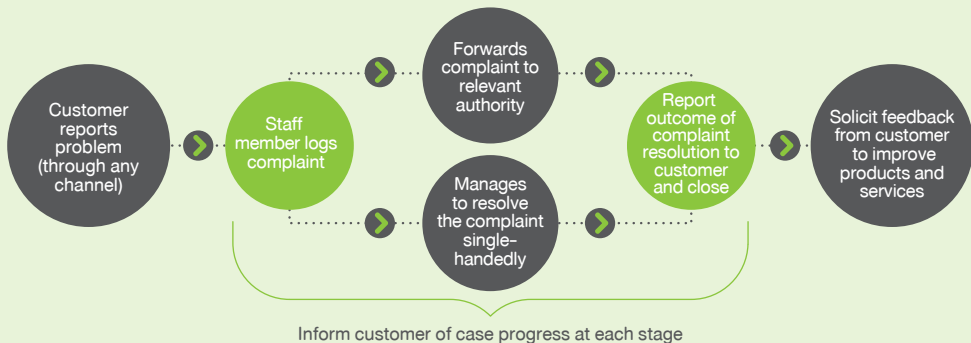 Customer
reports
problem
(through any
channel)
Staff
member logs
complaint
Forwards
complaint to
relevant
authority
Manages
to resolve
the complaint
single-
handedly
Report
outcome of
complaint
resolution to
customer
and close
Solicit feedback
from customer
to improve
products and
services
Inform customer of case progress at each stage